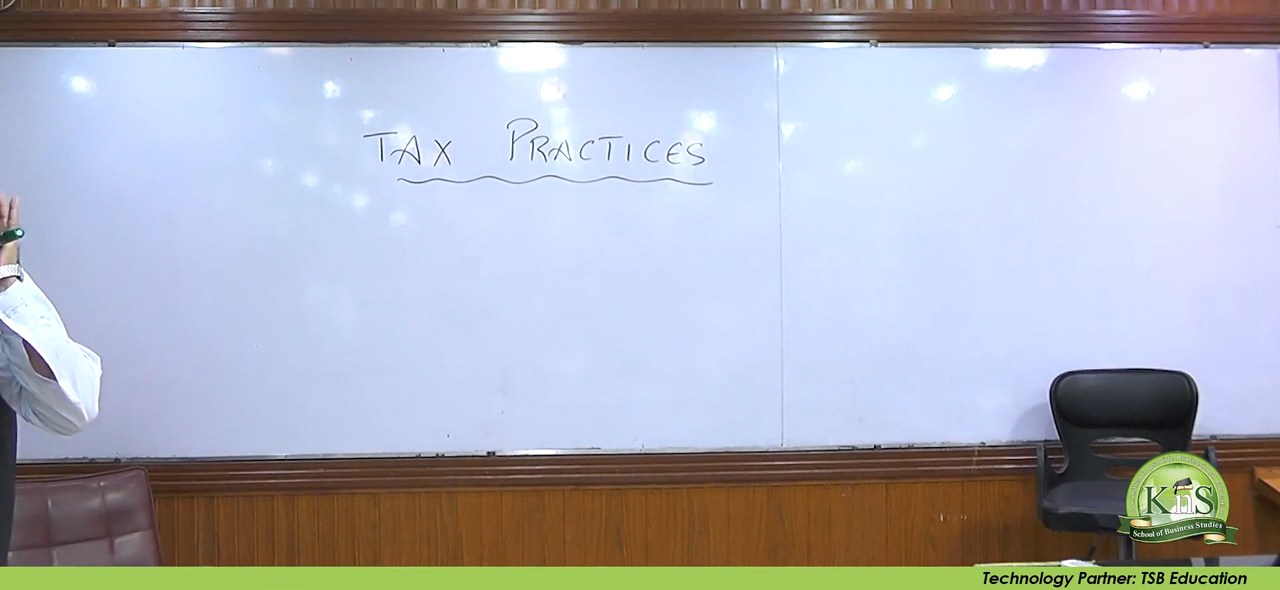 TAX PRACTICES
KnS
School of Business Studies
Technology Partner: TSB Education